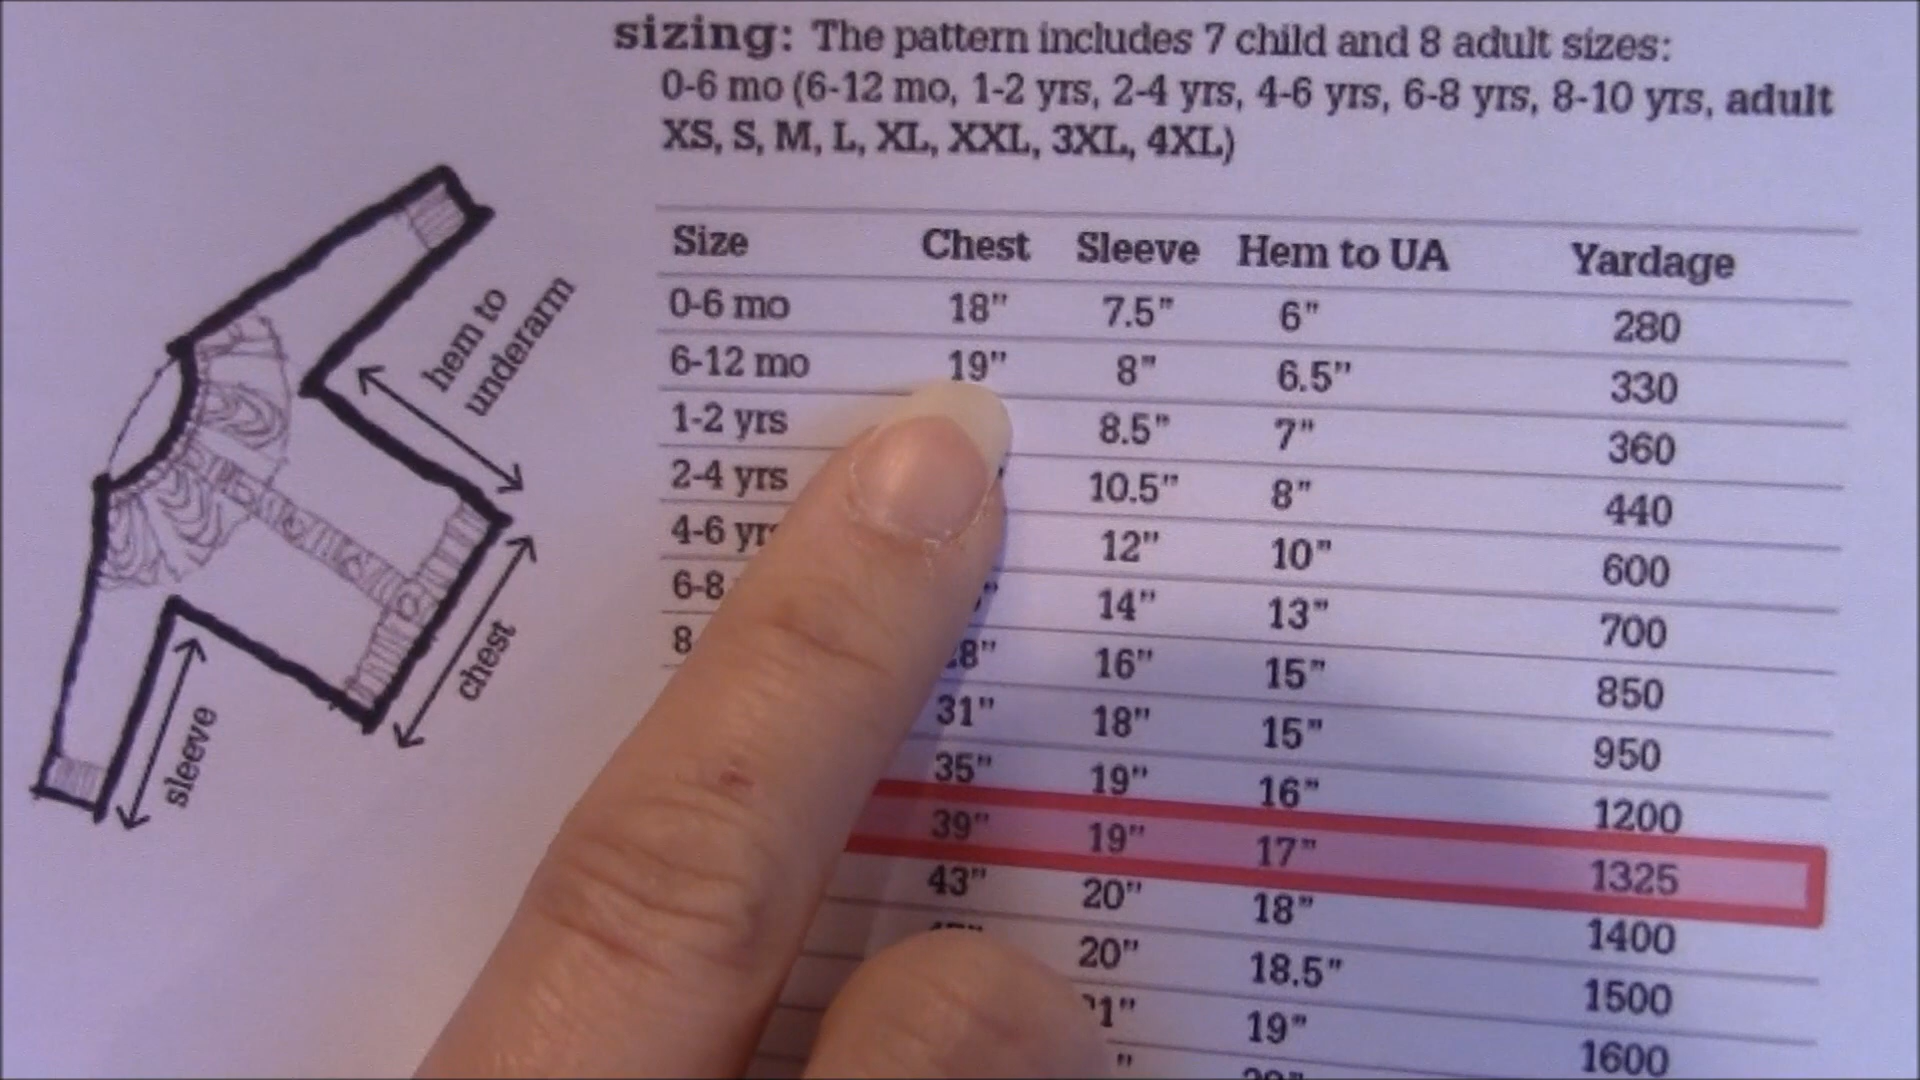 sizing: The pattern includes 7 child and 8 adult sizes:
0-6 mo (6-12 mo, 1-2 yrs, 2-4 yrs, 4-6 yrs, 6-8 yrs, 8-10 yrs, adult
XS, S, M, L, XL, XXL, 3XL, 4XL)
hem to
underarm
chest
sleeve
Size Chest Sleeve Hem to UA Yardage
0-6 mo 18" 7.5" 6" 280
6-12 mo 19" 8" 6.5" 330
1-2 yrs 8.5" 7" 360
2-4 yrs 10.5" 8" 440
4-6 12" 10" 600
6-8 14" 13" 700
8 16" 15" 850
31" 18" 15" 950
35" 19" 16" 1200
39" 19" 17" 1325
43" 20" 18" 1400
20" 18.5" 1500
19" 1600